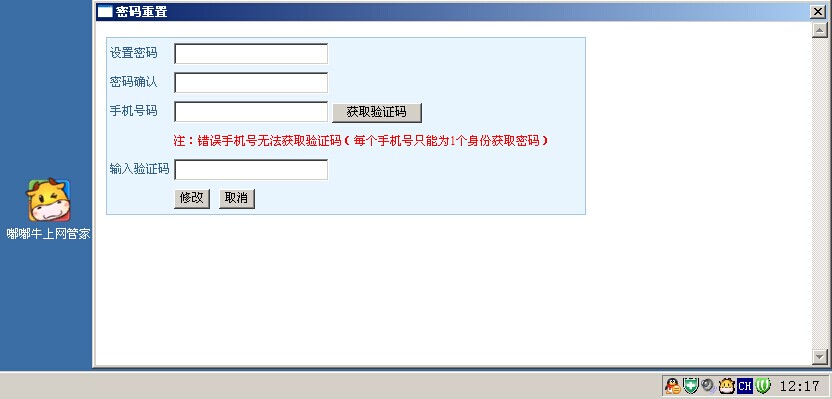 密码重置
设置密码
密码确认
手机号码 获取验证码
注：错误手机号无法获取验证码（每个手机号只能为1个身份获取密码）
输入验证码
修改 取消
嘟嘟牛上网管家
CH 12:17